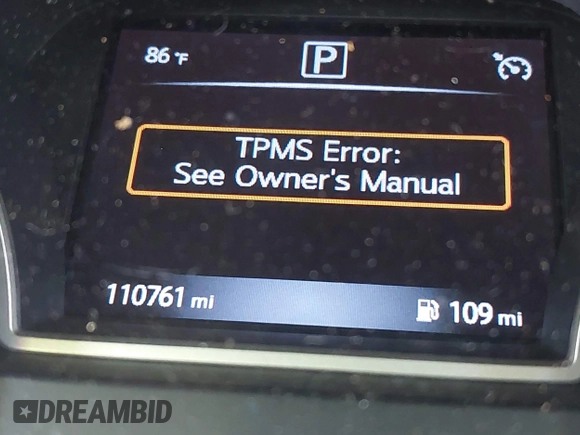 86 °F
P
TPMS Error:
See Owner's Manual
110761 mi
109 mi
DREAMBID